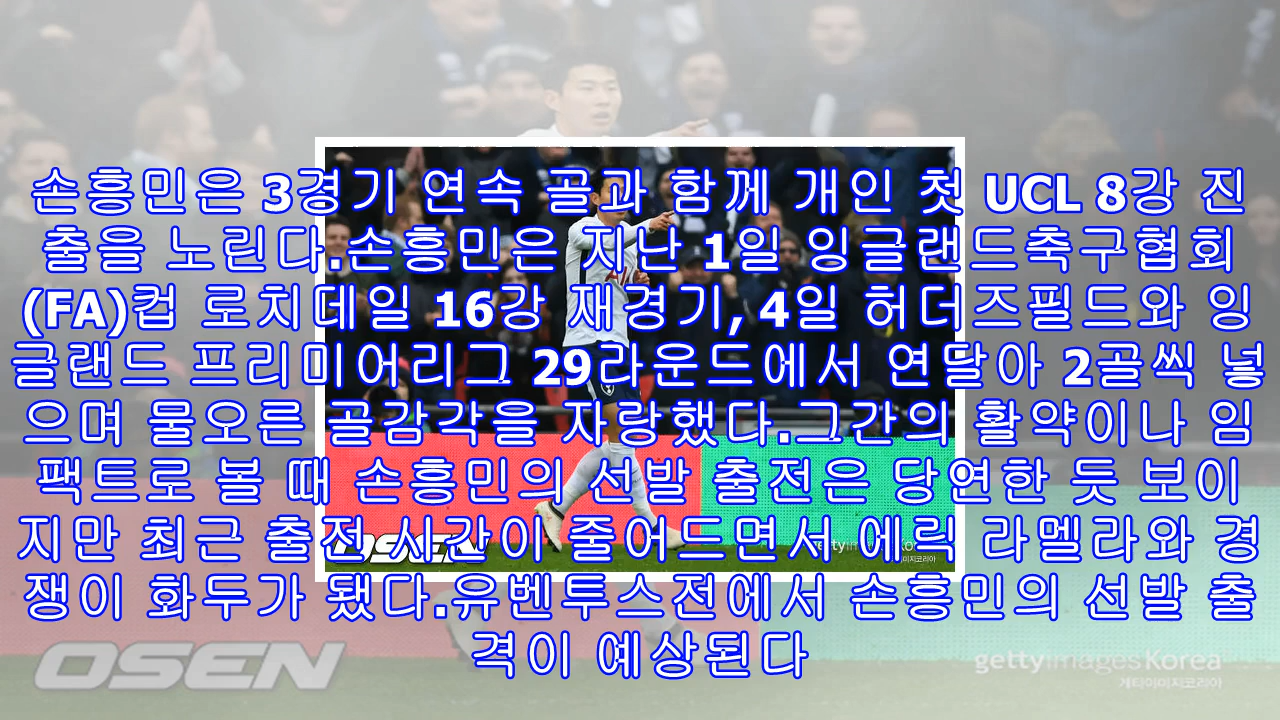 손흥민은 3경기 연속 골과 함께 개인 첫 UCL 8강 진
출을 노린다 손흥민은 지난 1일 잉글랜드축구협회
(FA)컵 로치데일 16강 재경기, 4일 허더즈필드와 잉
글랜드 프리미어리그 29라운드에서 연달아 2골씩 넣
으며 물오른 골감각을 자랑했다.그간의 활약이나 임
팩트로 볼 때 손흥민의 선발 출전은 당연한 듯 보이
지만 최근 출전 시간이 줄어드면서 에릭 라멜라와 경
쟁이 화두가 됐다.유벤투스전에서 손흥민의 선발 출
격이 예상된다
OSEN
OSEN
gettyimagesKorea
게티이미지코리아